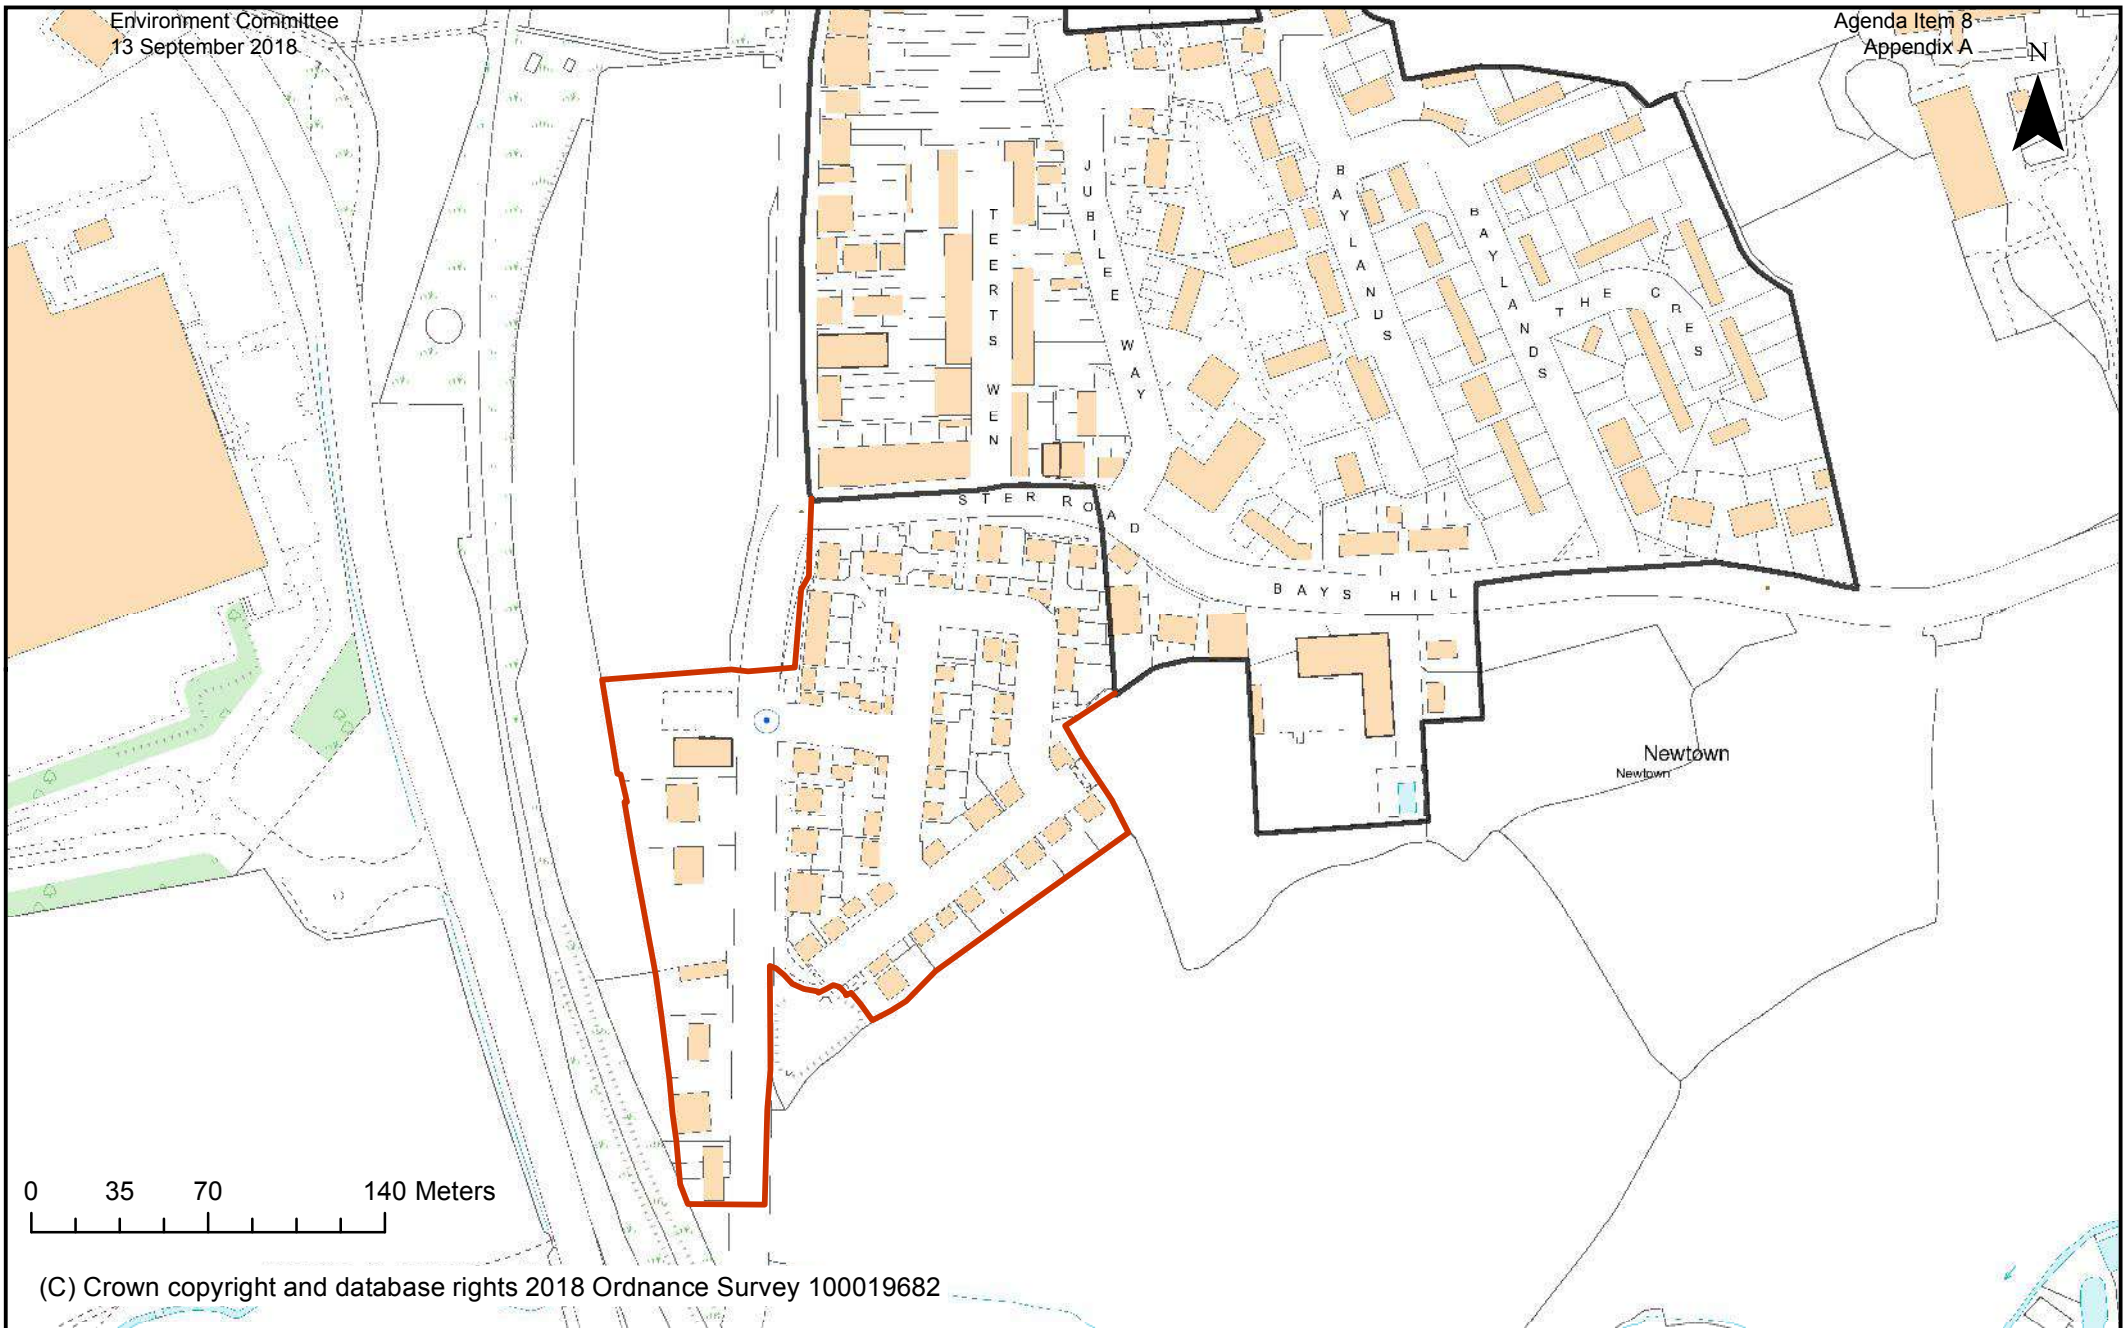 Environment Committee
13 September 2018
Agenda Item 8
Appendix A
N
JUBILEE WAY
BAYLANDS
BAYLANDS
THE CRES
TEERTS WEN
STER ROAD
BAYS HILL
Newtown
Newtown
0 35 70 140 Meters
(C) Crown copyright and database rights 2018 Ordnance Survey 100019682